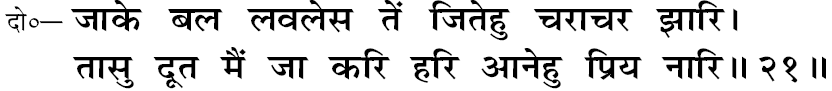 दो०— जाके बल लवलेस तें जितेहु चराचर झारि।
तासु दूत मैं जा करि हरि आनेहु प्रिय नारि॥ २१॥